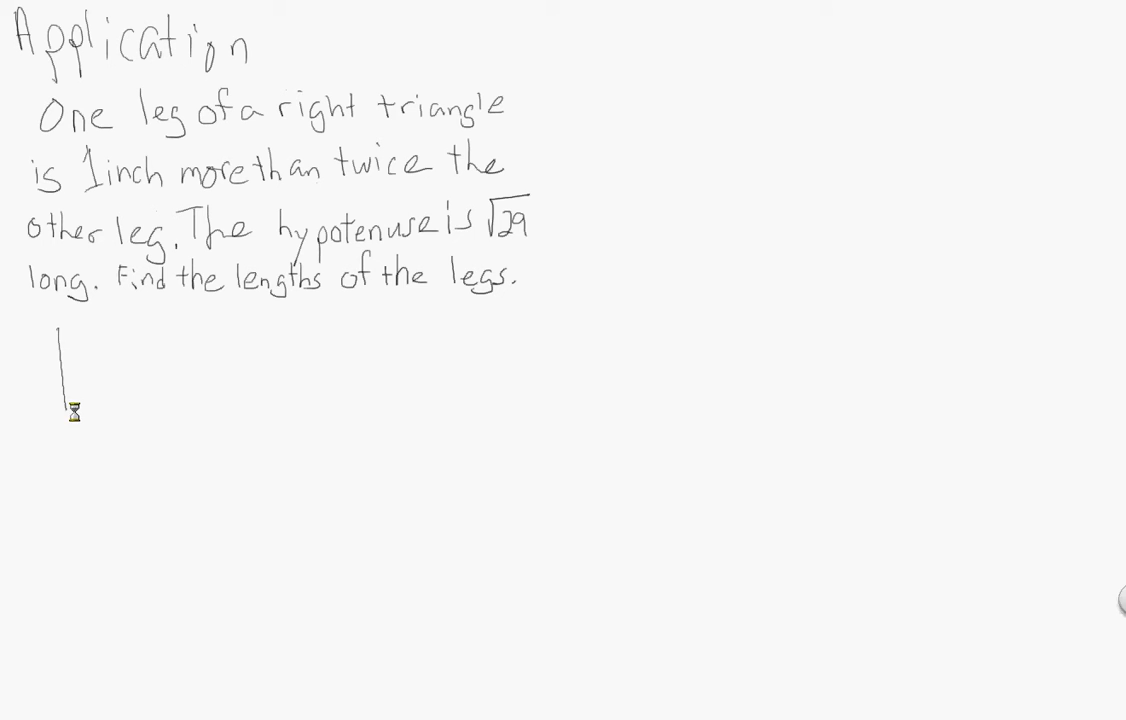 Application
One leg of a right triangle
is 1 inch more than twice the
other leg. The hypotenuse is √29
long. Find the lengths of the legs.